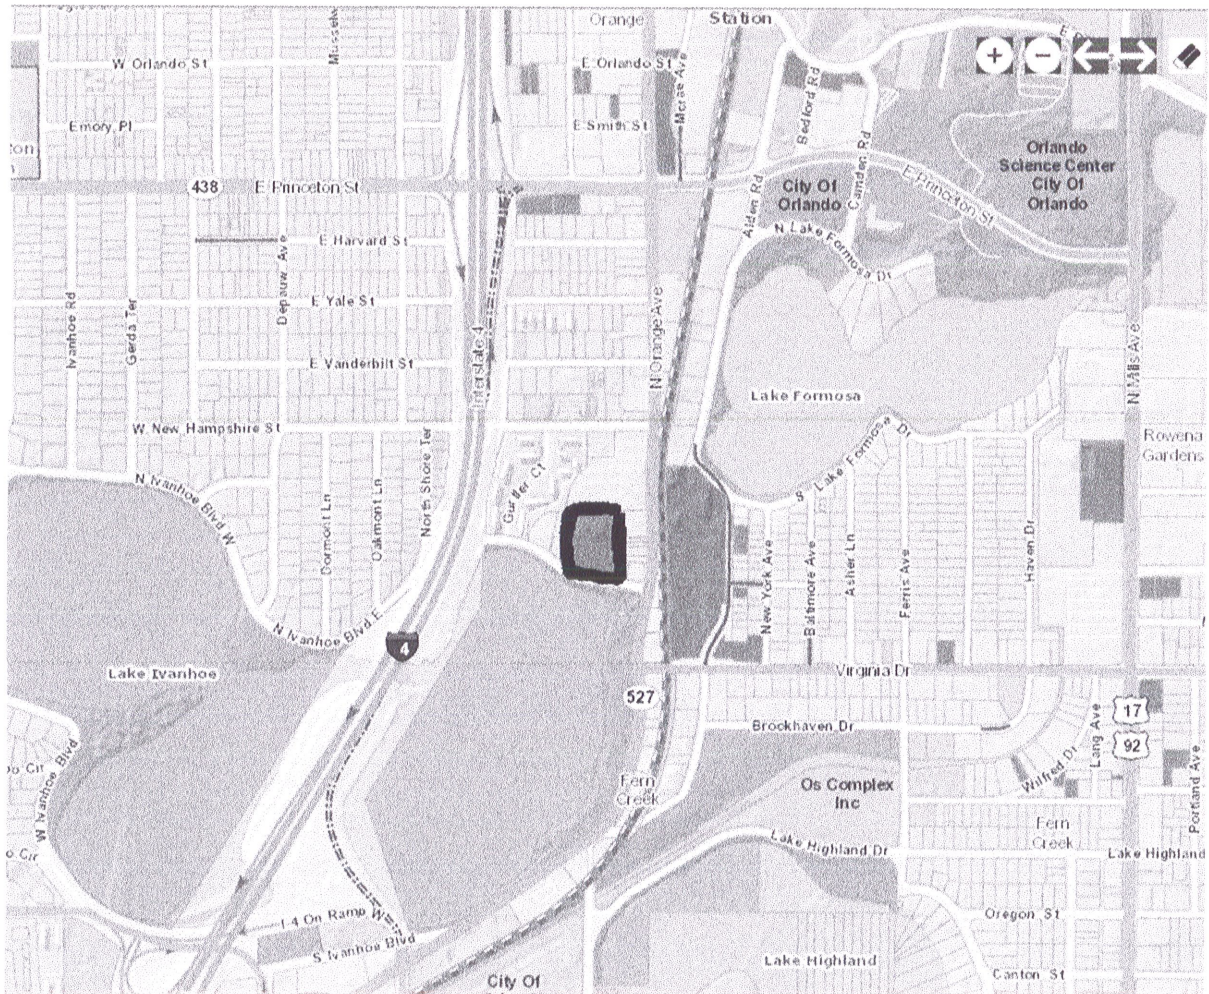 Orange
Station
W Orlando St
E Orlando St
Mcrae Ave
Bedford Rd
Emory Pl
E Smith St
Camden Rd
Orlando
Science Center
City Of
Orlando
438
E Princeton St
City Of
Orlando
E Princeton St
Alden Rd
N Lake Formosa Dr
E Harvard St
Depauw Ave
Ivanhoe Rd
Gerda Ter
E Yale St
Interstate 4
N Orange Ave
N Mills Ave
E Vanderbilt St
Lake Formosa
W New Hampshire St
Rowena
Gardens
S Lake Formosa Dr
N Ivanhoe Blvd W
Dormont Ln
Oakmont Ln
North Shore Ter
Gurtler Ct
New York Ave
Baltimore Ave
Asher Ln
Ferris Ave
Haven Dr
N Ivanhoe Blvd E
4
Lake Ivanhoe
Virginia Dr
527
17
92
Brockhaven Dr
Lang Ave
Wilfred Dr
Portland Ave
W Ivanhoe Blvd
Fern
Creek
Os Complex
Inc
Fern
Creek
Lake Highland Dr
Lake Highland
I-4 On Ramp W
S Ivanhoe Blvd
Oregon St
Lake Highland
Canton St
City Of